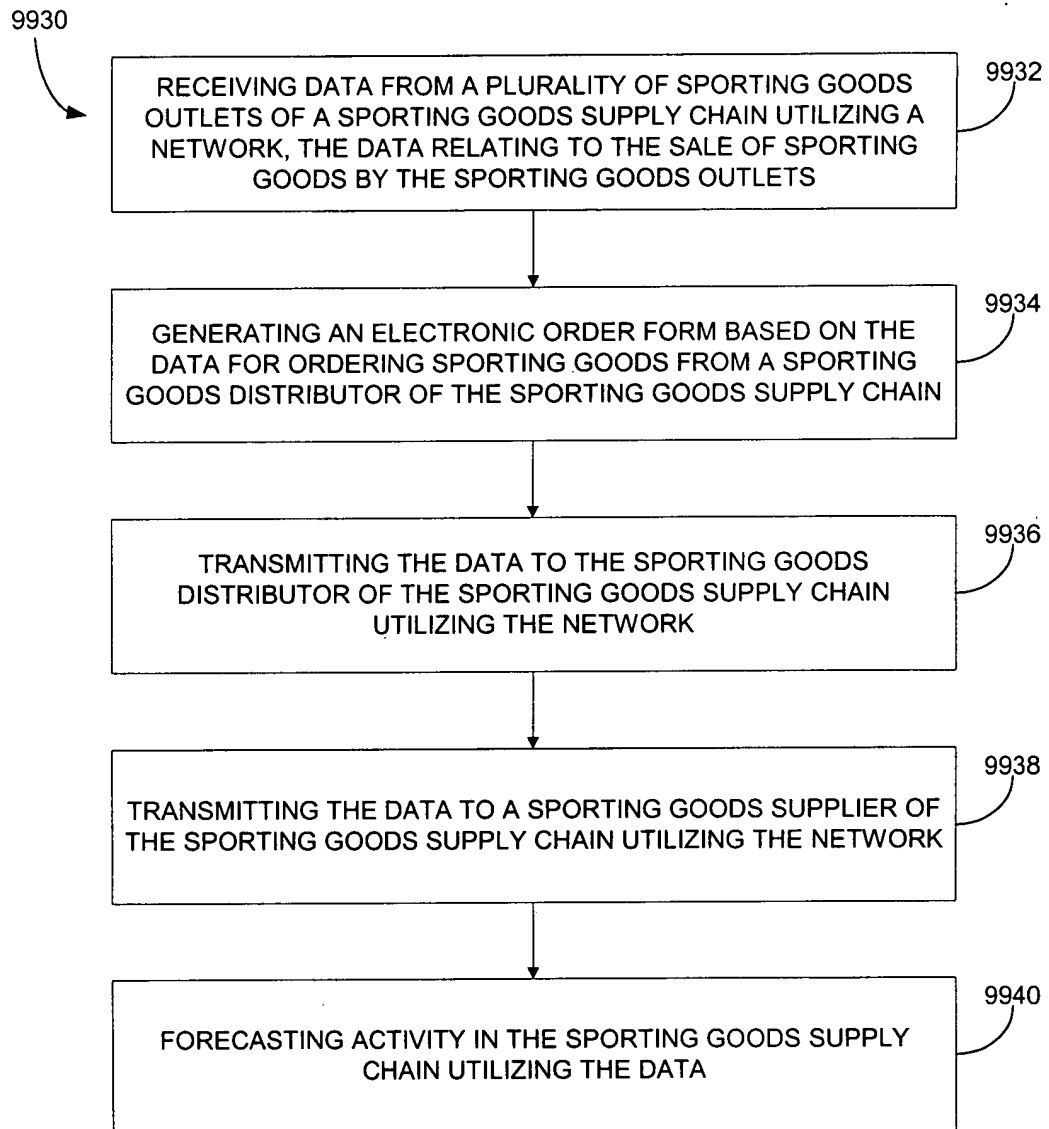 9930
RECEIVING DATA FROM A PLURALITY OF SPORTING GOODS
OUTLETS OF A SPORTING GOODS SUPPLY CHAIN UTILIZING A
NETWORK, THE DATA RELATING TO THE SALE OF SPORTING
GOODS BY THE SPORTING GOODS OUTLETS
9932
GENERATING AN ELECTRONIC ORDER FORM BASED ON THE
DATA FOR ORDERING SPORTING GOODS FROM A SPORTING
GOODS DISTRIBUTOR OF THE SPORTING GOODS SUPPLY CHAIN
9934
TRANSMITTING THE DATA TO THE SPORTING GOODS
DISTRIBUTOR OF THE SPORTING GOODS SUPPLY CHAIN
UTILIZING THE NETWORK
9936
TRANSMITTING THE DATA TO A SPORTING GOODS SUPPLIER OF
THE SPORTING GOODS SUPPLY CHAIN UTILIZING THE NETWORK
9938
FORECASTING ACTIVITY IN THE SPORTING GOODS SUPPLY
CHAIN UTILIZING THE DATA
9940